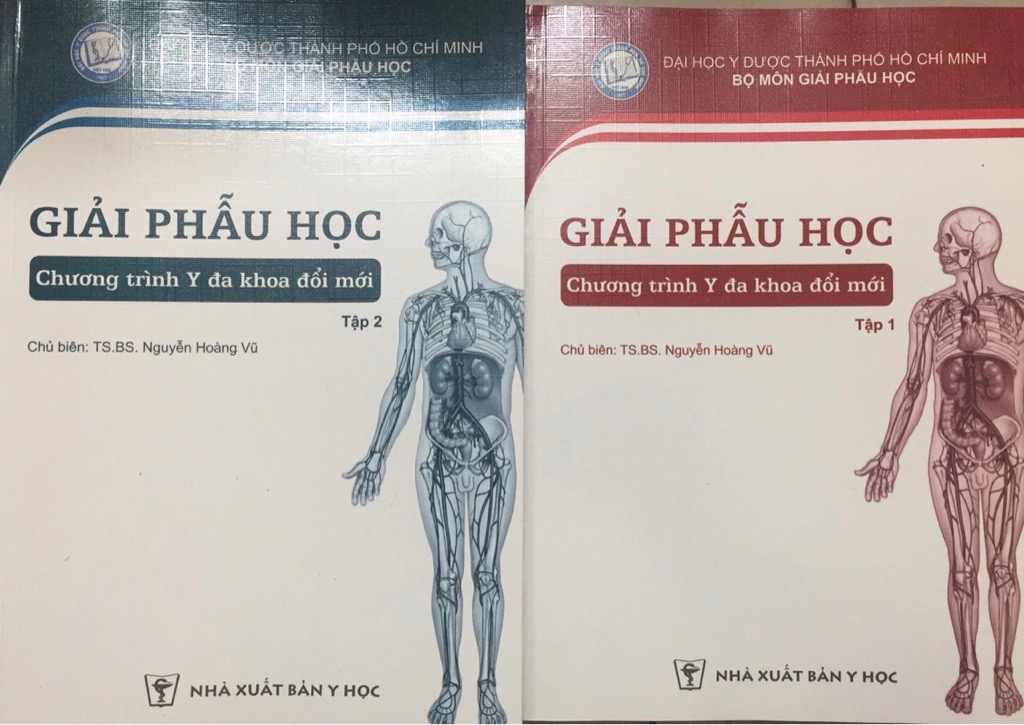 Y DƯỢC THÀNH PHỐ HỒ CHÍ MINH
BỘ MÔN GIẢI PHẪU HỌC
GIẢI PHẪU HỌC
Chương trình Y đa khoa đổi mới
Tập 2
Chủ biên: TS.BS. Nguyễn Hoàng Vũ
NHÀ XUẤT BẢN Y HỌC
ĐẠI HỌC Y DƯỢC THÀNH PHỐ HỒ CHÍ MINH
BỘ MÔN GIẢI PHẪU HỌC
GIẢI PHẪU HỌC
Chương trình Y đa khoa đổi mới
Tập 1
Chủ biên: TS.BS. Nguyễn Hoàng Vũ
NHÀ XUẤT BẢN Y HỌC